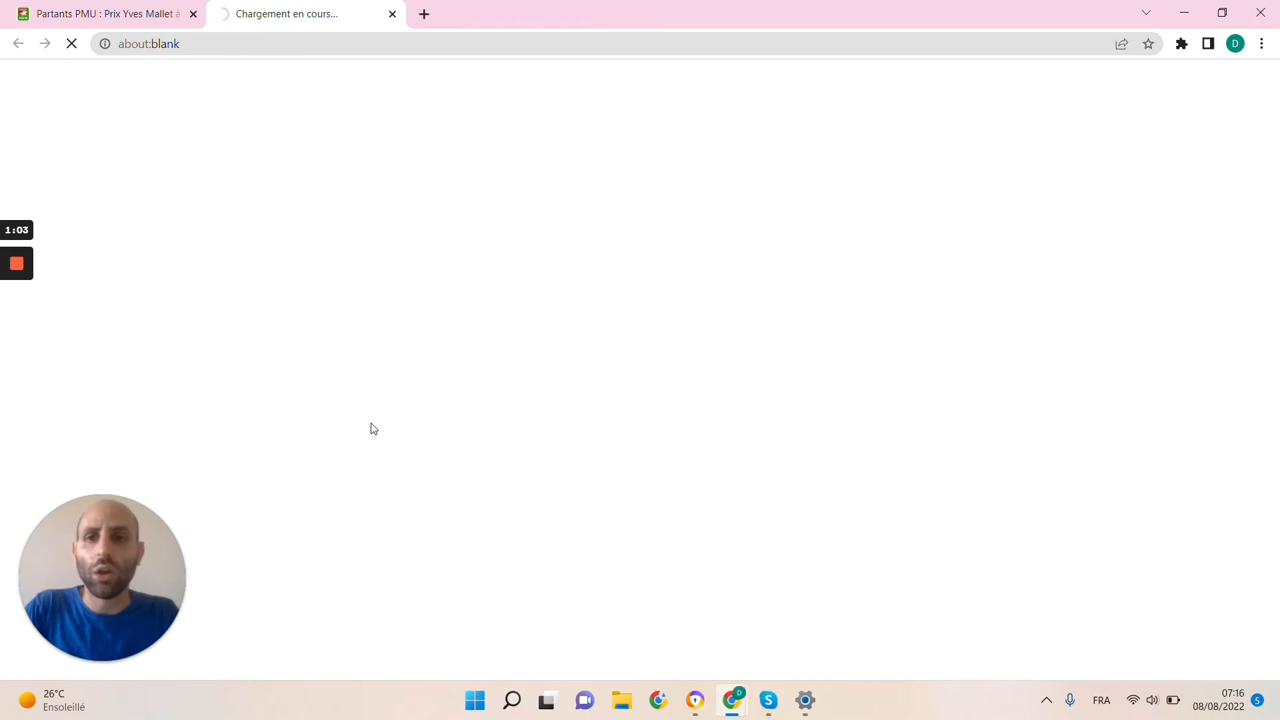 Partants PMU : Prix Yves Mallet à
Chargement en cours...
about:blank
D
1:03
26°C
Ensoleillé
D
S
FRA
07:16
08/08/2022
5